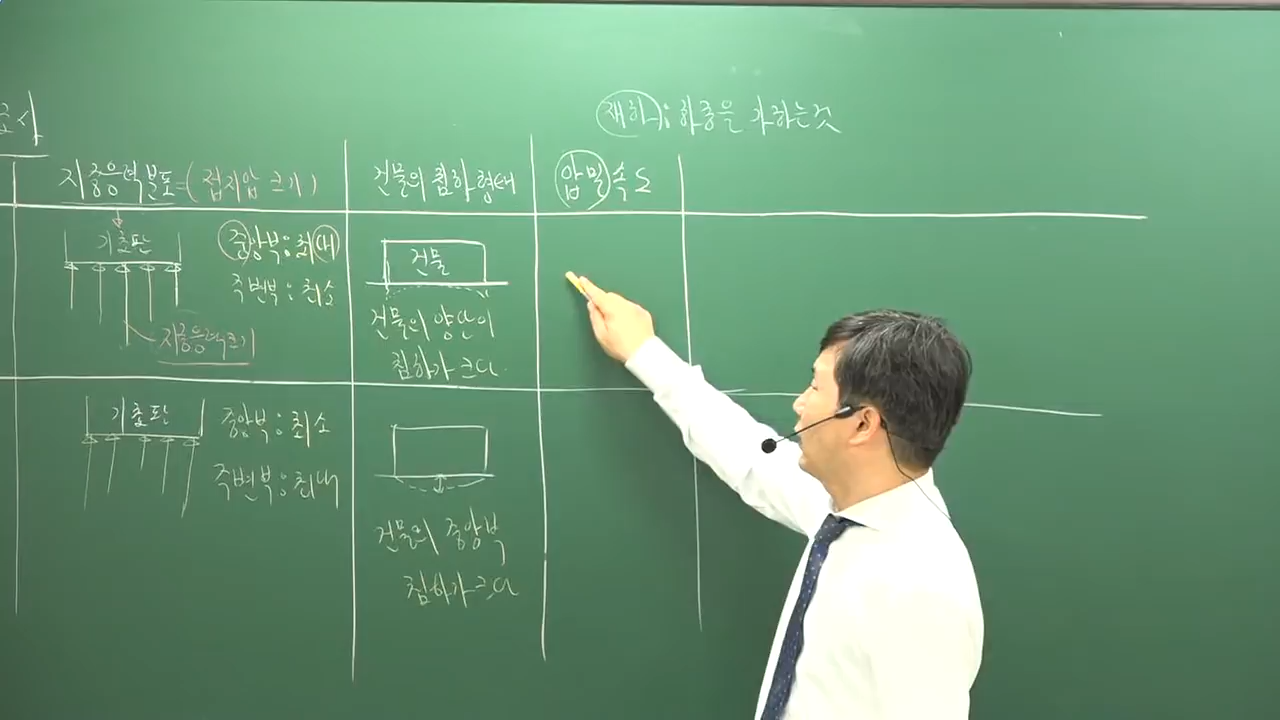 재하 : 하중을 가하는것
지중응력분포=(접지압 크기)
건물의 침하 형태
압밀속도
기초판
중앙부 : 최대
주변부 : 최소
지중응력크기
건물
건물의 양단이
침하가 크다.
기초판
중앙부 : 최소
주변부 : 최대
건물의 중앙부
침하가 크다